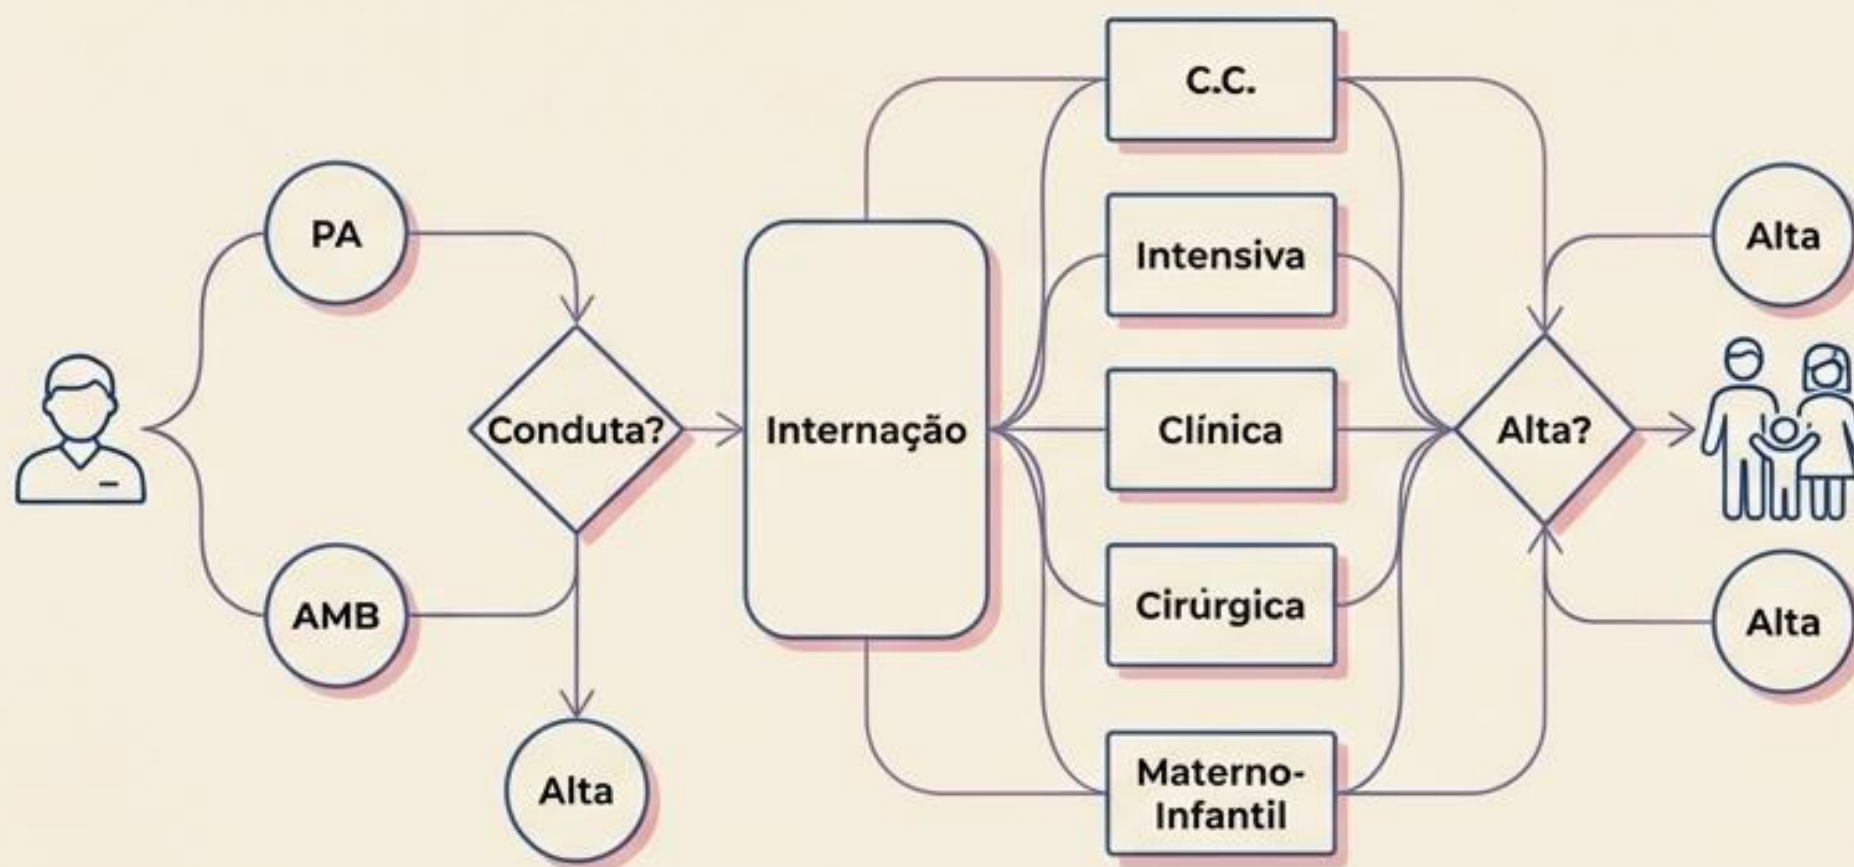 PA
AMB
Conduta?
Alta
Internação
C.C.
Intensiva
Clínica
Cirúrgica
Materno-
Infantil
Alta?
Alta
Alta